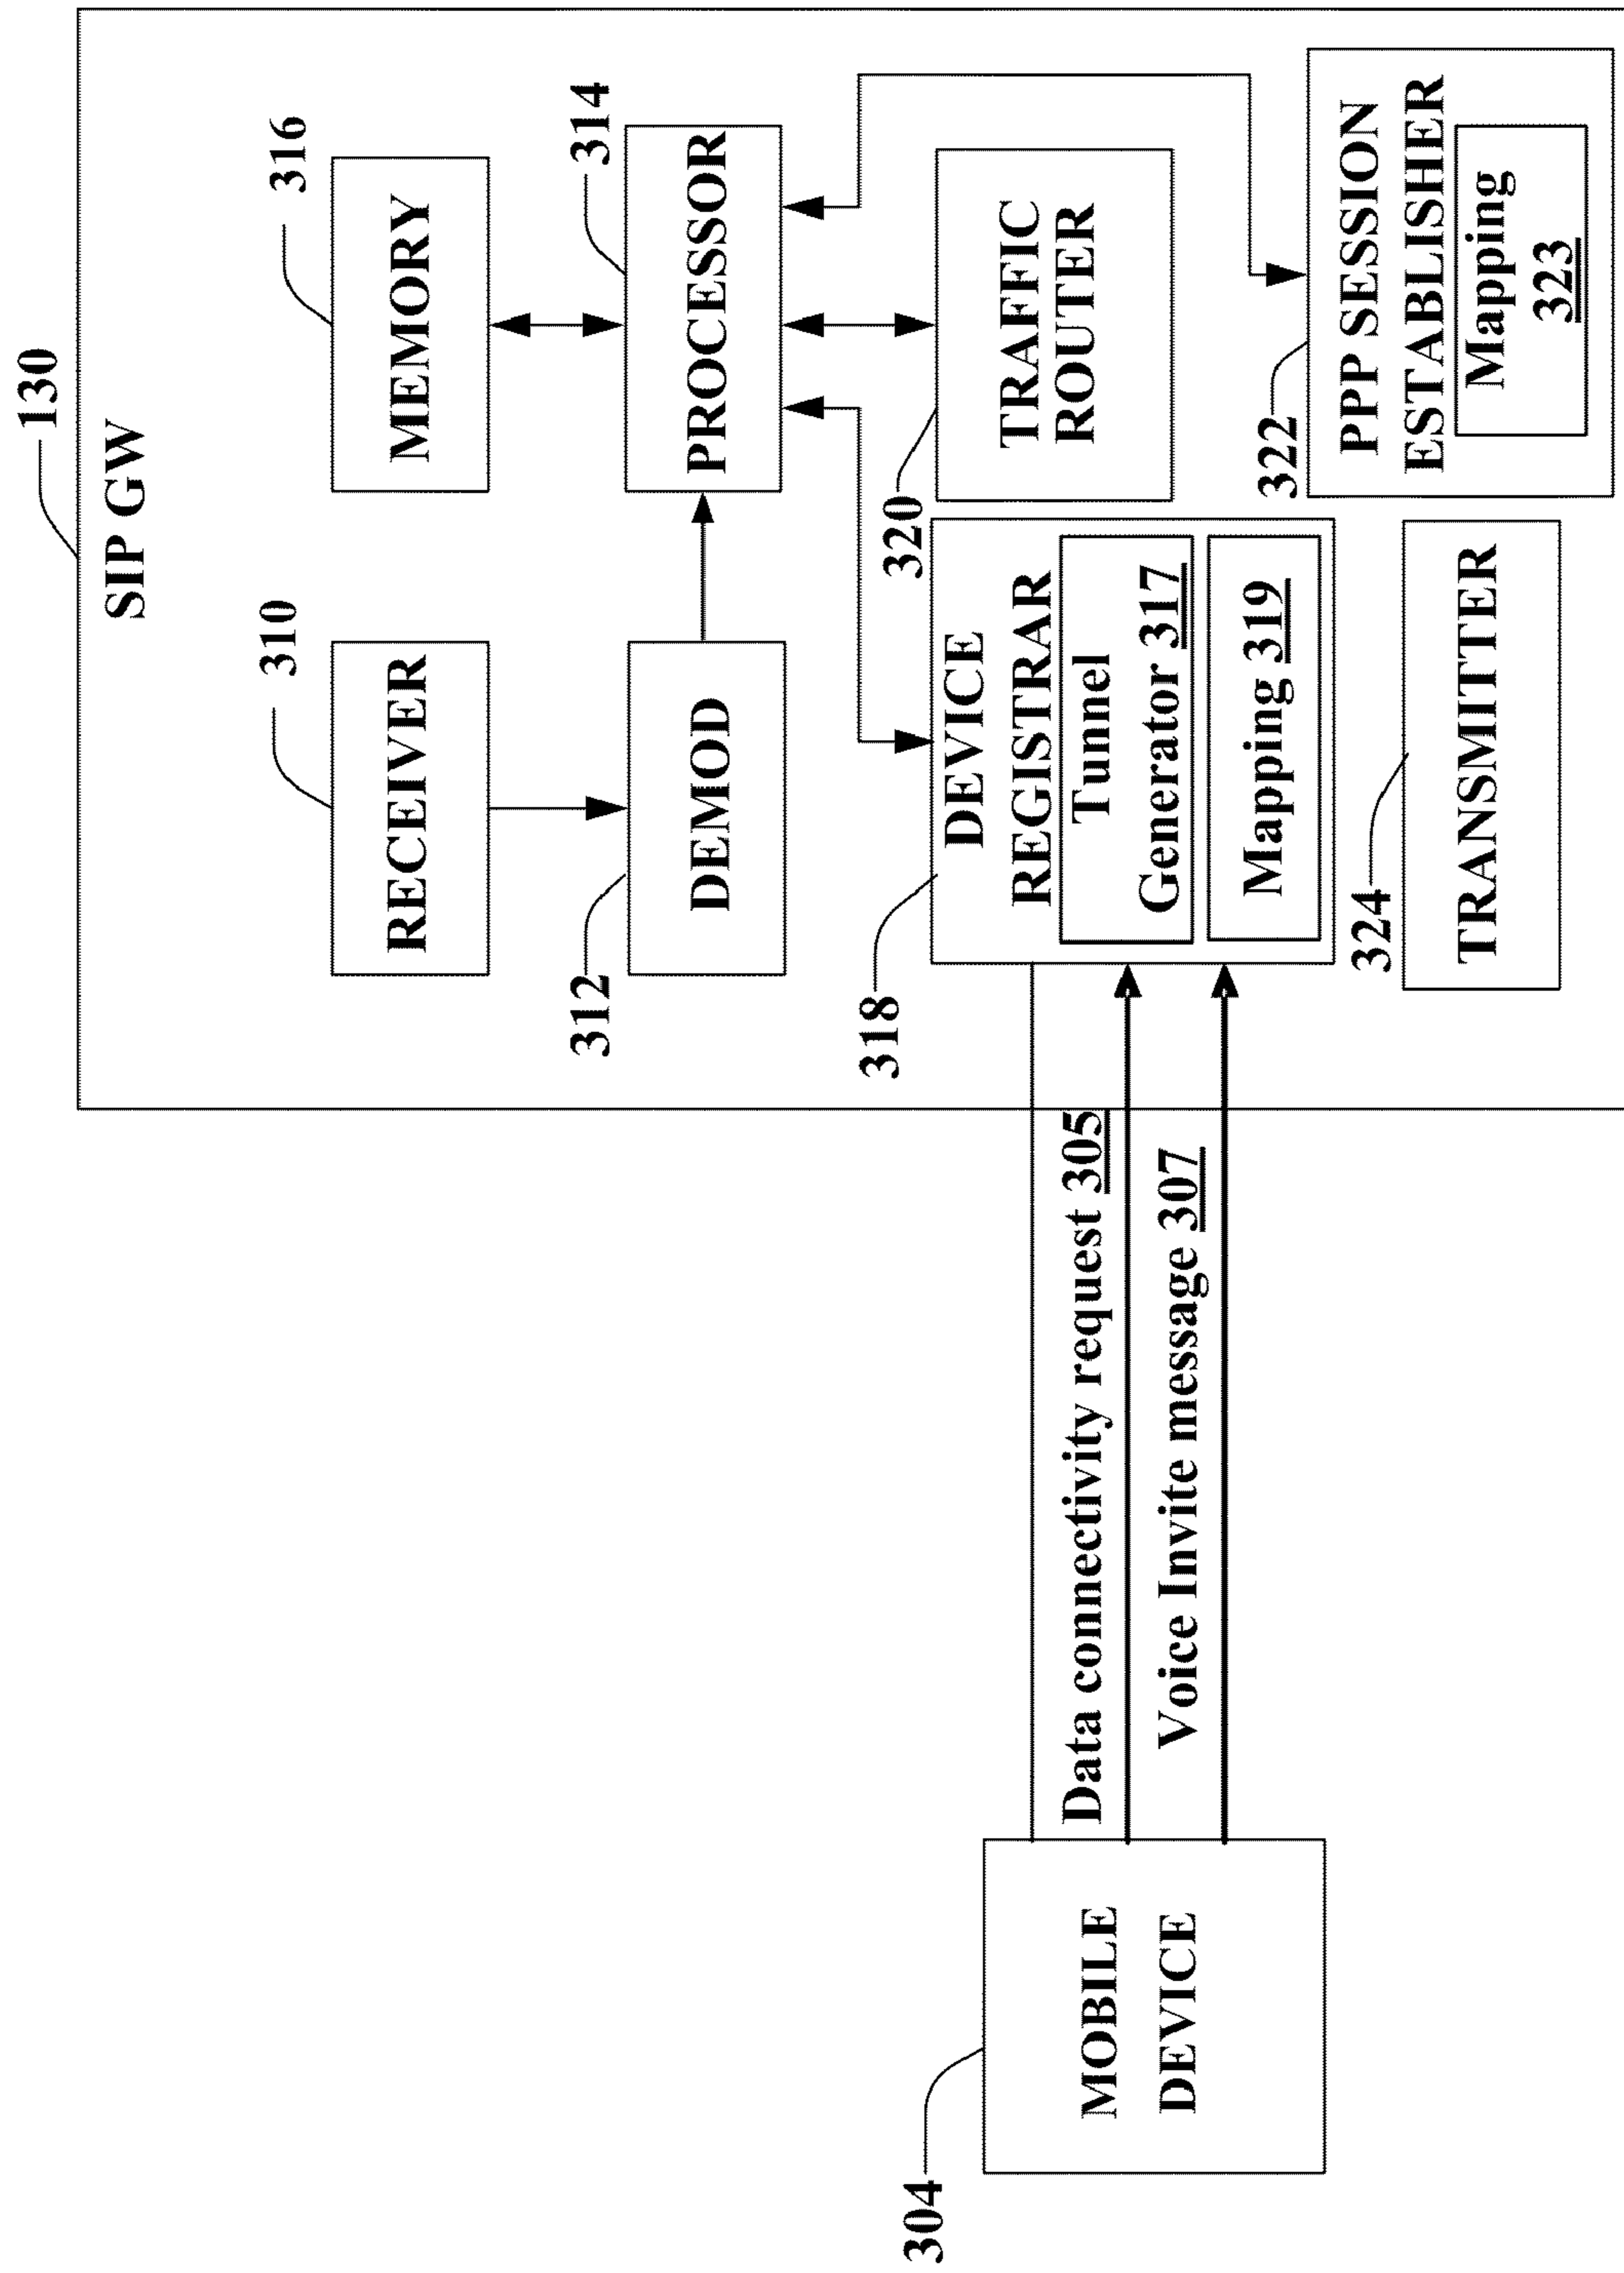 130
SIP GW
310
RECEIVER
316
MEMORY
312
DEMOD
314
PROCESSOR
318
DEVICE
REGISTRAR
Tunnel
Generator 317
Mapping 319
320
TRAFFIC
ROUTER
322
PPP SESSION
ESTABLISHER
Mapping
323
324
TRANSMITTER
304
MOBILE
DEVICE
Data connectivity request 305
Voice Invite message 307